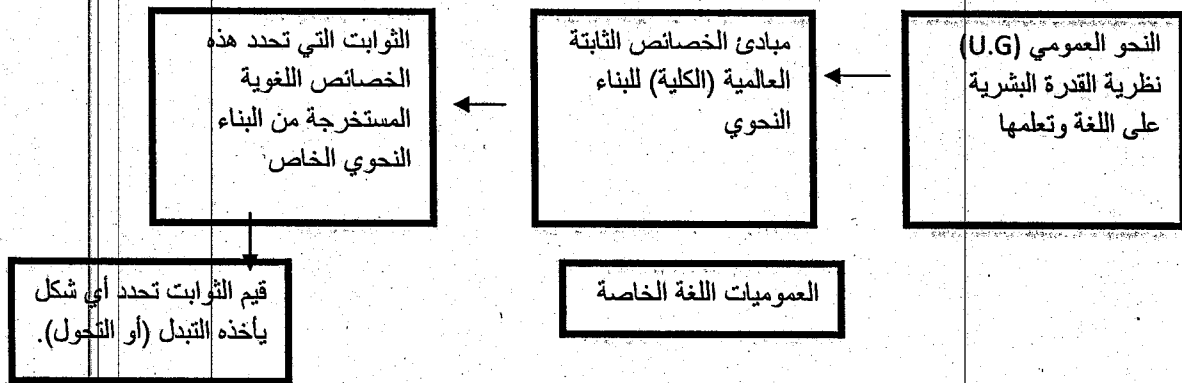 النحو العمومي (U.G)
نظرية القدرة البشرية
على اللغة وتعلمها
مبادئ الخصائص الثابتة
العالمية (الكلية) للبناء
النحوي
الثوابت التي تحدد هذه
الخصائص اللغوية
المستخرجة من البناء
النحوي الخاص
العموميات اللغة الخاصة
قيم الثوابت تحدد أي شكل
يأخذه التبدل (أو التحول).